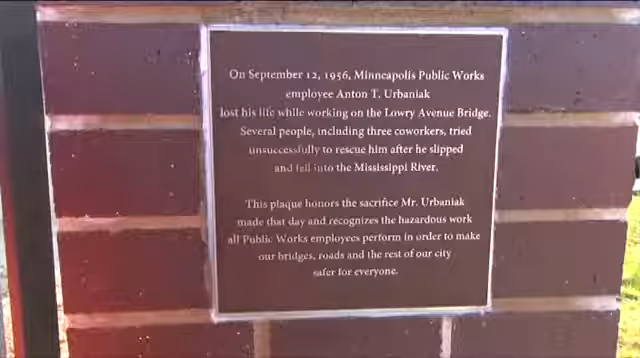 On September 12, 1956, Minneapolis Public Works
employee Anton T. Urbaniak
lost his life while working on the Lowry Avenue Bridge.
Several people, including three coworkers, tried
unsuccessfully to rescue him after he slipped
and fell into the Mississippi River.
This plaque honors the sacrifice Mr. Urbaniak
made that day and recognizes the hazardous work
all Public Works employees perform in order to make
our bridges, roads and the rest of our city
safer for everyone.